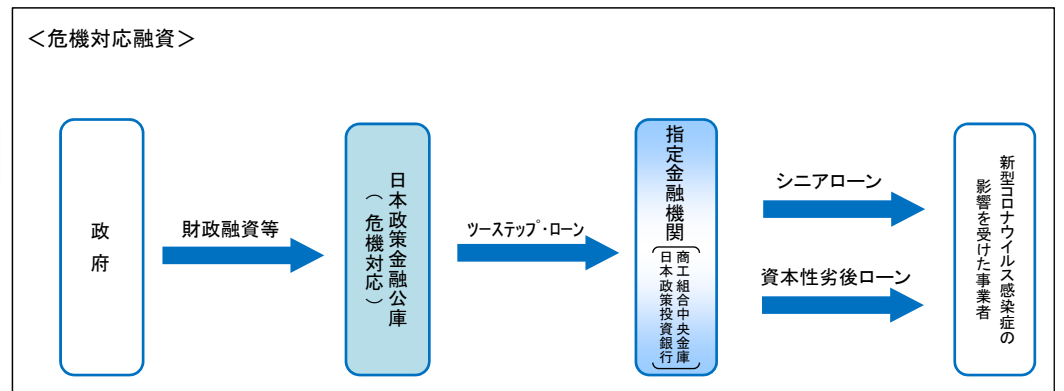 ＜危機対応融資＞
政府
財政融資等
日本政策金融公庫
（危機対応）
ﾂｰｽﾃｯﾌﾟ・ﾛｰﾝ
指定金融機関
商工組合中央金庫
日本政策投資銀行
シニアローン
資本性劣後ローン
新型コロナウイルス感染症の
影響を受けた事業者